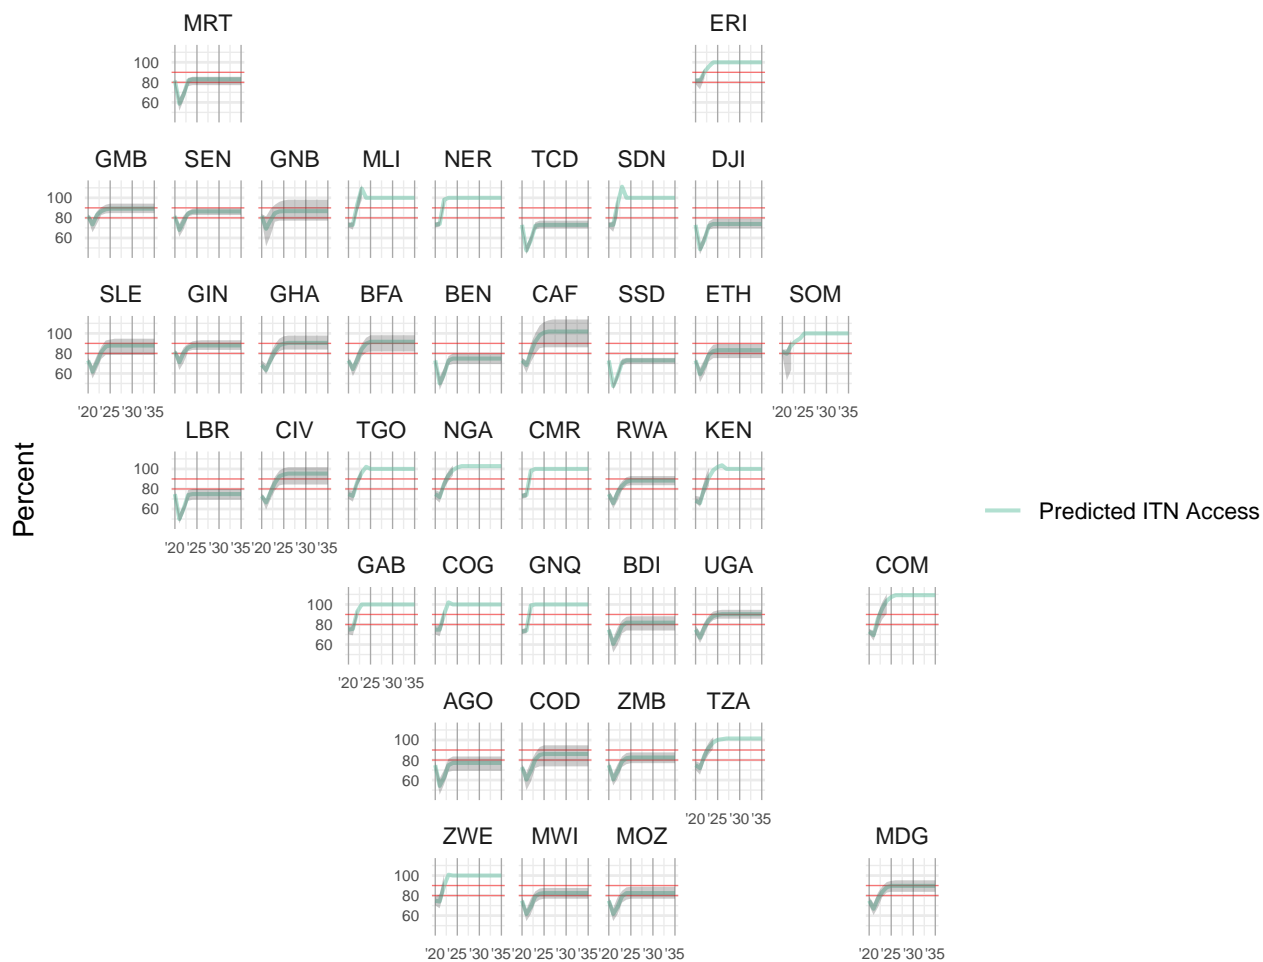 MRT ERI
100
80
60
GMB SEN GNB MLI NER TCD SDN DJI
100
80
60
SLE GIN GHA BFA BEN CAF SSD ETH SOM
100
80
60
'20 '25 '30 '35 '20 '25 '30 '35
LBR CIV TGO NGA CMR RWA KEN
100
80
60
'20 '25 '30 '35 '20 '25 '30 '35
Percent
Predicted ITN Access
GAB COG GNQ BDI UGA COM
100
80
60
'20 '25 '30 '35
AGO COD ZMB TZA
100
80
60
'20 '25 '30 '35
ZWE MWI MOZ MDG
100
80
60
'20 '25 '30 '35 '20 '25 '30 '35 '20 '25 '30 '35 '20 '25 '30 '35